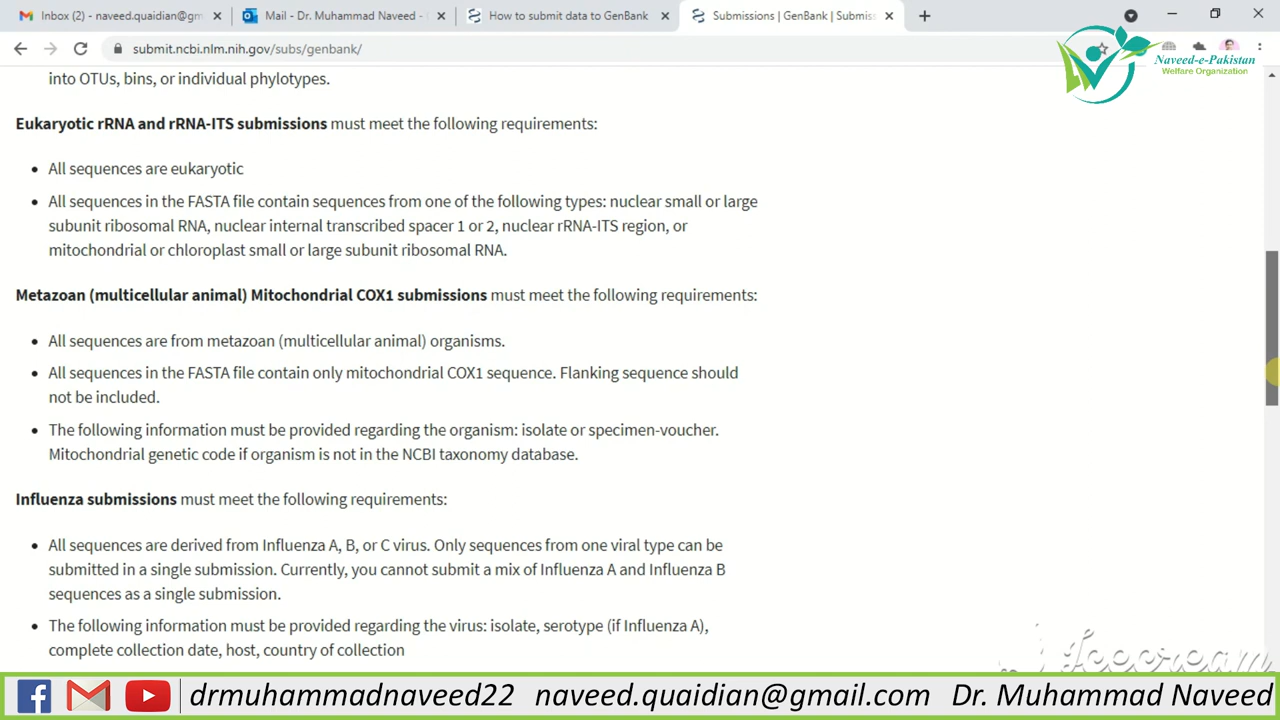 Inbox (2) - naveed.quaidian@gm
Mail - Dr. Muhammad Naveed -
How to submit data to GenBank
Submissions | GenBank | Submiss
submit.ncbi.nlm.nih.gov/subs/genbank/
Naveed-e-Pakistan
Welfare Organization
into OTUs, bins, or individual phylotypes.
Eukaryotic rRNA and rRNA-ITS submissions must meet the following requirements:
All sequences are eukaryotic
All sequences in the FASTA file contain sequences from one of the following types: nuclear small or large
subunit ribosomal RNA, nuclear internal transcribed spacer 1 or 2, nuclear rRNA-ITS region, or
mitochondrial or chloroplast small or large subunit ribosomal RNA.
Metazoan (multicellular animal) Mitochondrial COX1 submissions must meet the following requirements:
All sequences are from metazoan (multicellular animal) organisms.
All sequences in the FASTA file contain only mitochondrial COX1 sequence. Flanking sequence should
not be included.
The following information must be provided regarding the organism: isolate or specimen-voucher.
Mitochondrial genetic code if organism is not in the NCBI taxonomy database.
Influenza submissions must meet the following requirements:
All sequences are derived from Influenza A, B, or C virus. Only sequences from one viral type can be
submitted in a single submission. Currently, you cannot submit a mix of Influenza A and Influenza B
sequences as a single submission.
The following information must be provided regarding the virus: isolate, serotype (if Influenza A),
complete collection date, host, country of collection
drmuhammadnaveed22 naveed.quaidian@gmail.com Dr. Muhammad Naveed